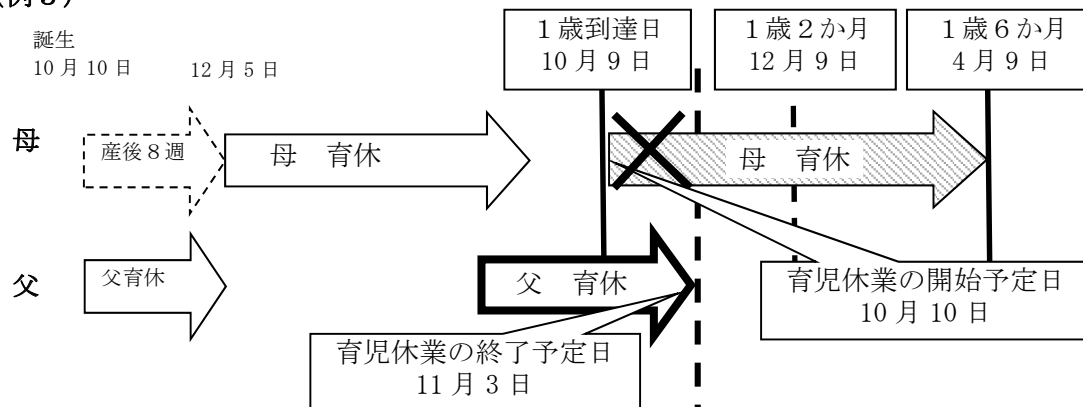 誕生
10月10日
12月5日
1歳到達日
10月9日
1歳2か月
12月9日
1歳6か月
4月9日
母
産後8週
母 育休
母 育休
父
父育休
父 育休
育児休業の開始予定日
10月10日
育児休業の終了予定日
11月3日